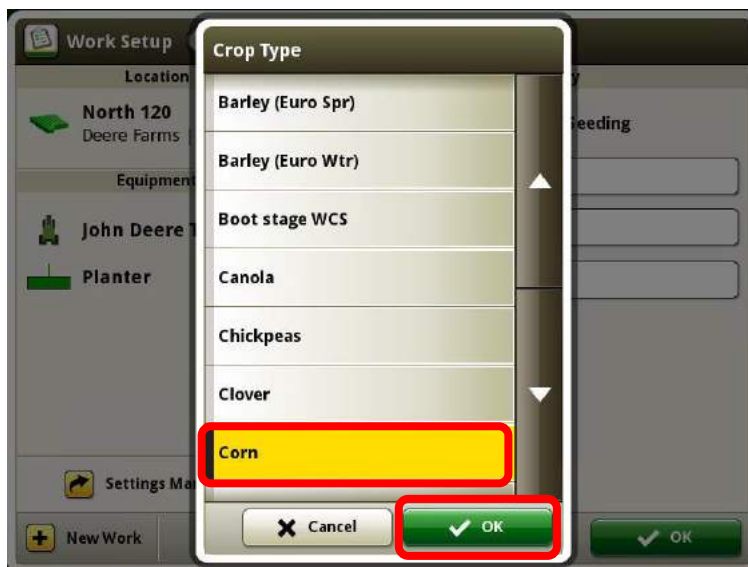 Work Setup
Crop Type
Location
North 120
Deere Farms
Equipment
John Deere T
Planter
Settings Ma
New Work
Barley (Euro Spr)
Barley (Euro Wtr)
Boot stage WCS
Canola
Chickpeas
Clover
Corn
Cancel
OK
eeding
OK